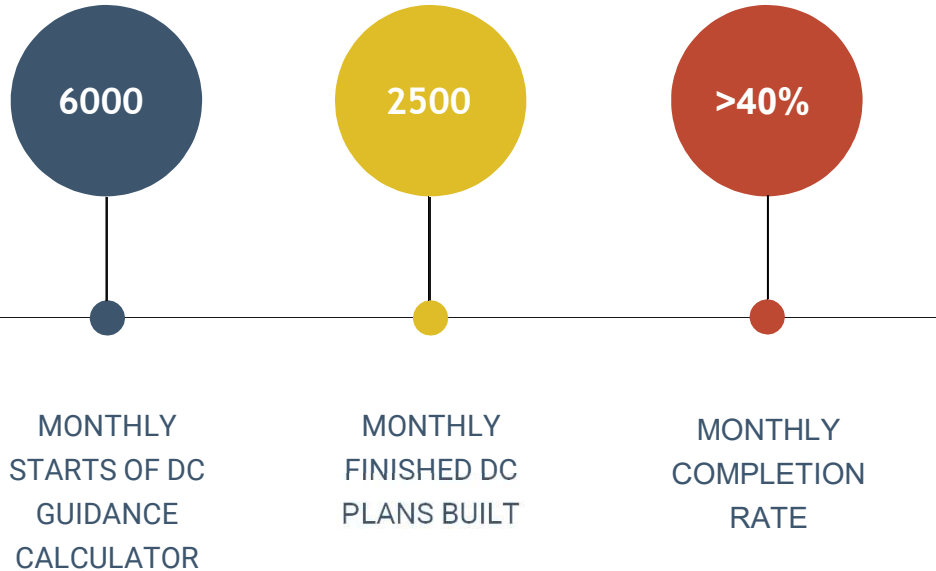 6000
MONTHLY
STARTS OF DC
GUIDANCE
CALCULATOR
2500
MONTHLY
FINISHED DC
PLANS BUILT
>40%
MONTHLY
COMPLETION
RATE